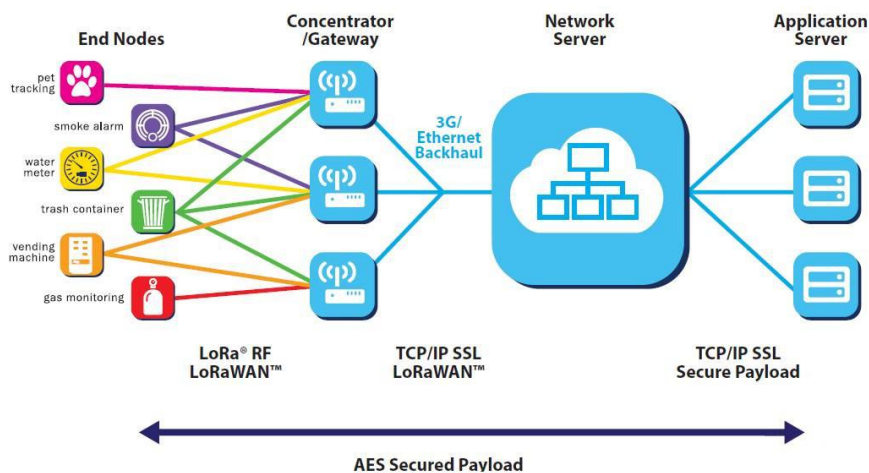 End Nodes
Concentrator
/Gateway
Network
Server
Application
Server
pet
tracking
smoke alarm
water
meter
trash container
vending
machine
gas monitoring
3G/
Ethernet
Backhaul
LoRa® RF
LoRaWAN™
TCP/IP SSL
LoRaWAN™
TCP/IP SSL
Secure Payload
AES Secured Payload